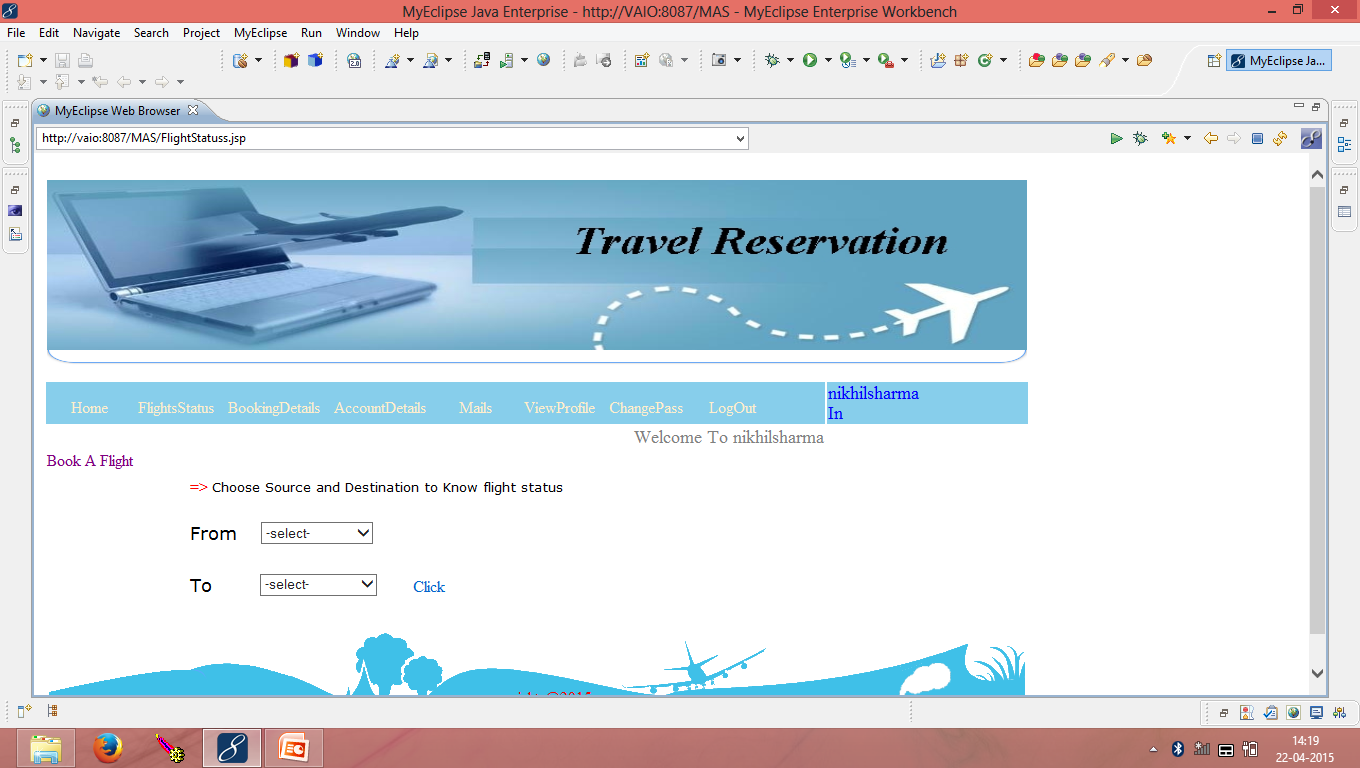 MyEclipse Java Enterprise - http://VAIO:8087/MAS - MyEclipse Enterprise Workbench
File Edit Navigate Search Project MyEclipse Run Window Help
MyEclipse Ja...
MyEclipse Web Browser
http://vaio:8087/MAS/FlightStatuss.jsp
Travel Reservation
Home FlightsStatus BookingDetails AccountDetails Mails ViewProfile ChangePass LogOut
nikhilsharma
In
Welcome To nikhilsharma
Book A Flight
=> Choose Source and Destination to Know flight status
From -select-
To -select- Click
14:19
22-04-2015